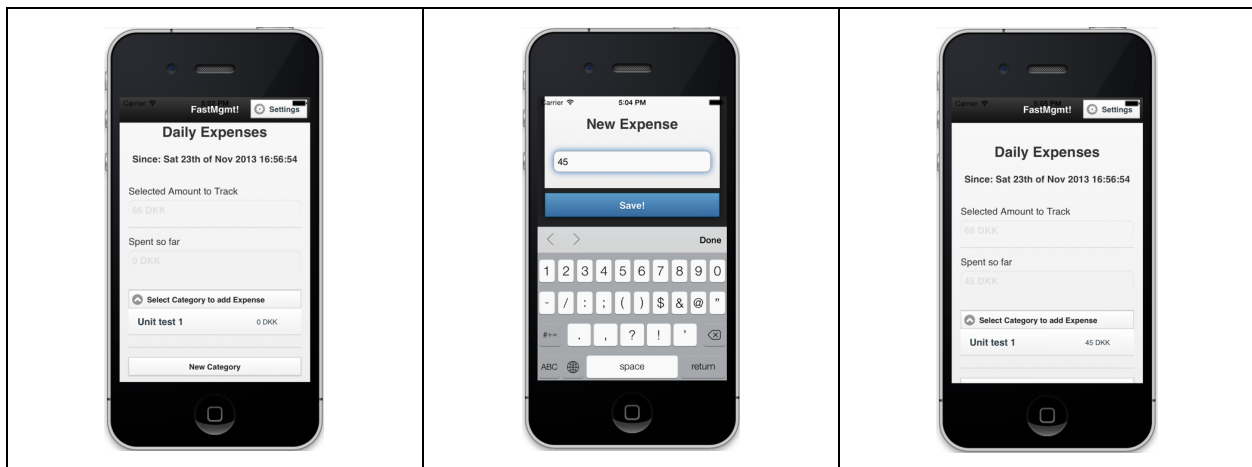 Carrier
FastMgmt!
Settings
Daily Expenses
Since: Sat 23th of Nov 2013 16:56:54
Selected Amount to Track
66 DKK
Spent so far
0 DKK
Select Category to add Expense
Unit test 1 0 DKK
New Category
Carrier 5:04 PM
New Expense
45
Save!
Done
1 2 3 4 5 6 7 8 9 0
- / : ; ( ) $ & @ "
#+= . , ? ! '
ABC space return
Carrier
FastMgmt!
Settings
Daily Expenses
Since: Sat 23th of Nov 2013 16:56:54
Selected Amount to Track
66 DKK
Spent so far
45 DKK
Select Category to add Expense
Unit test 1 45 DKK